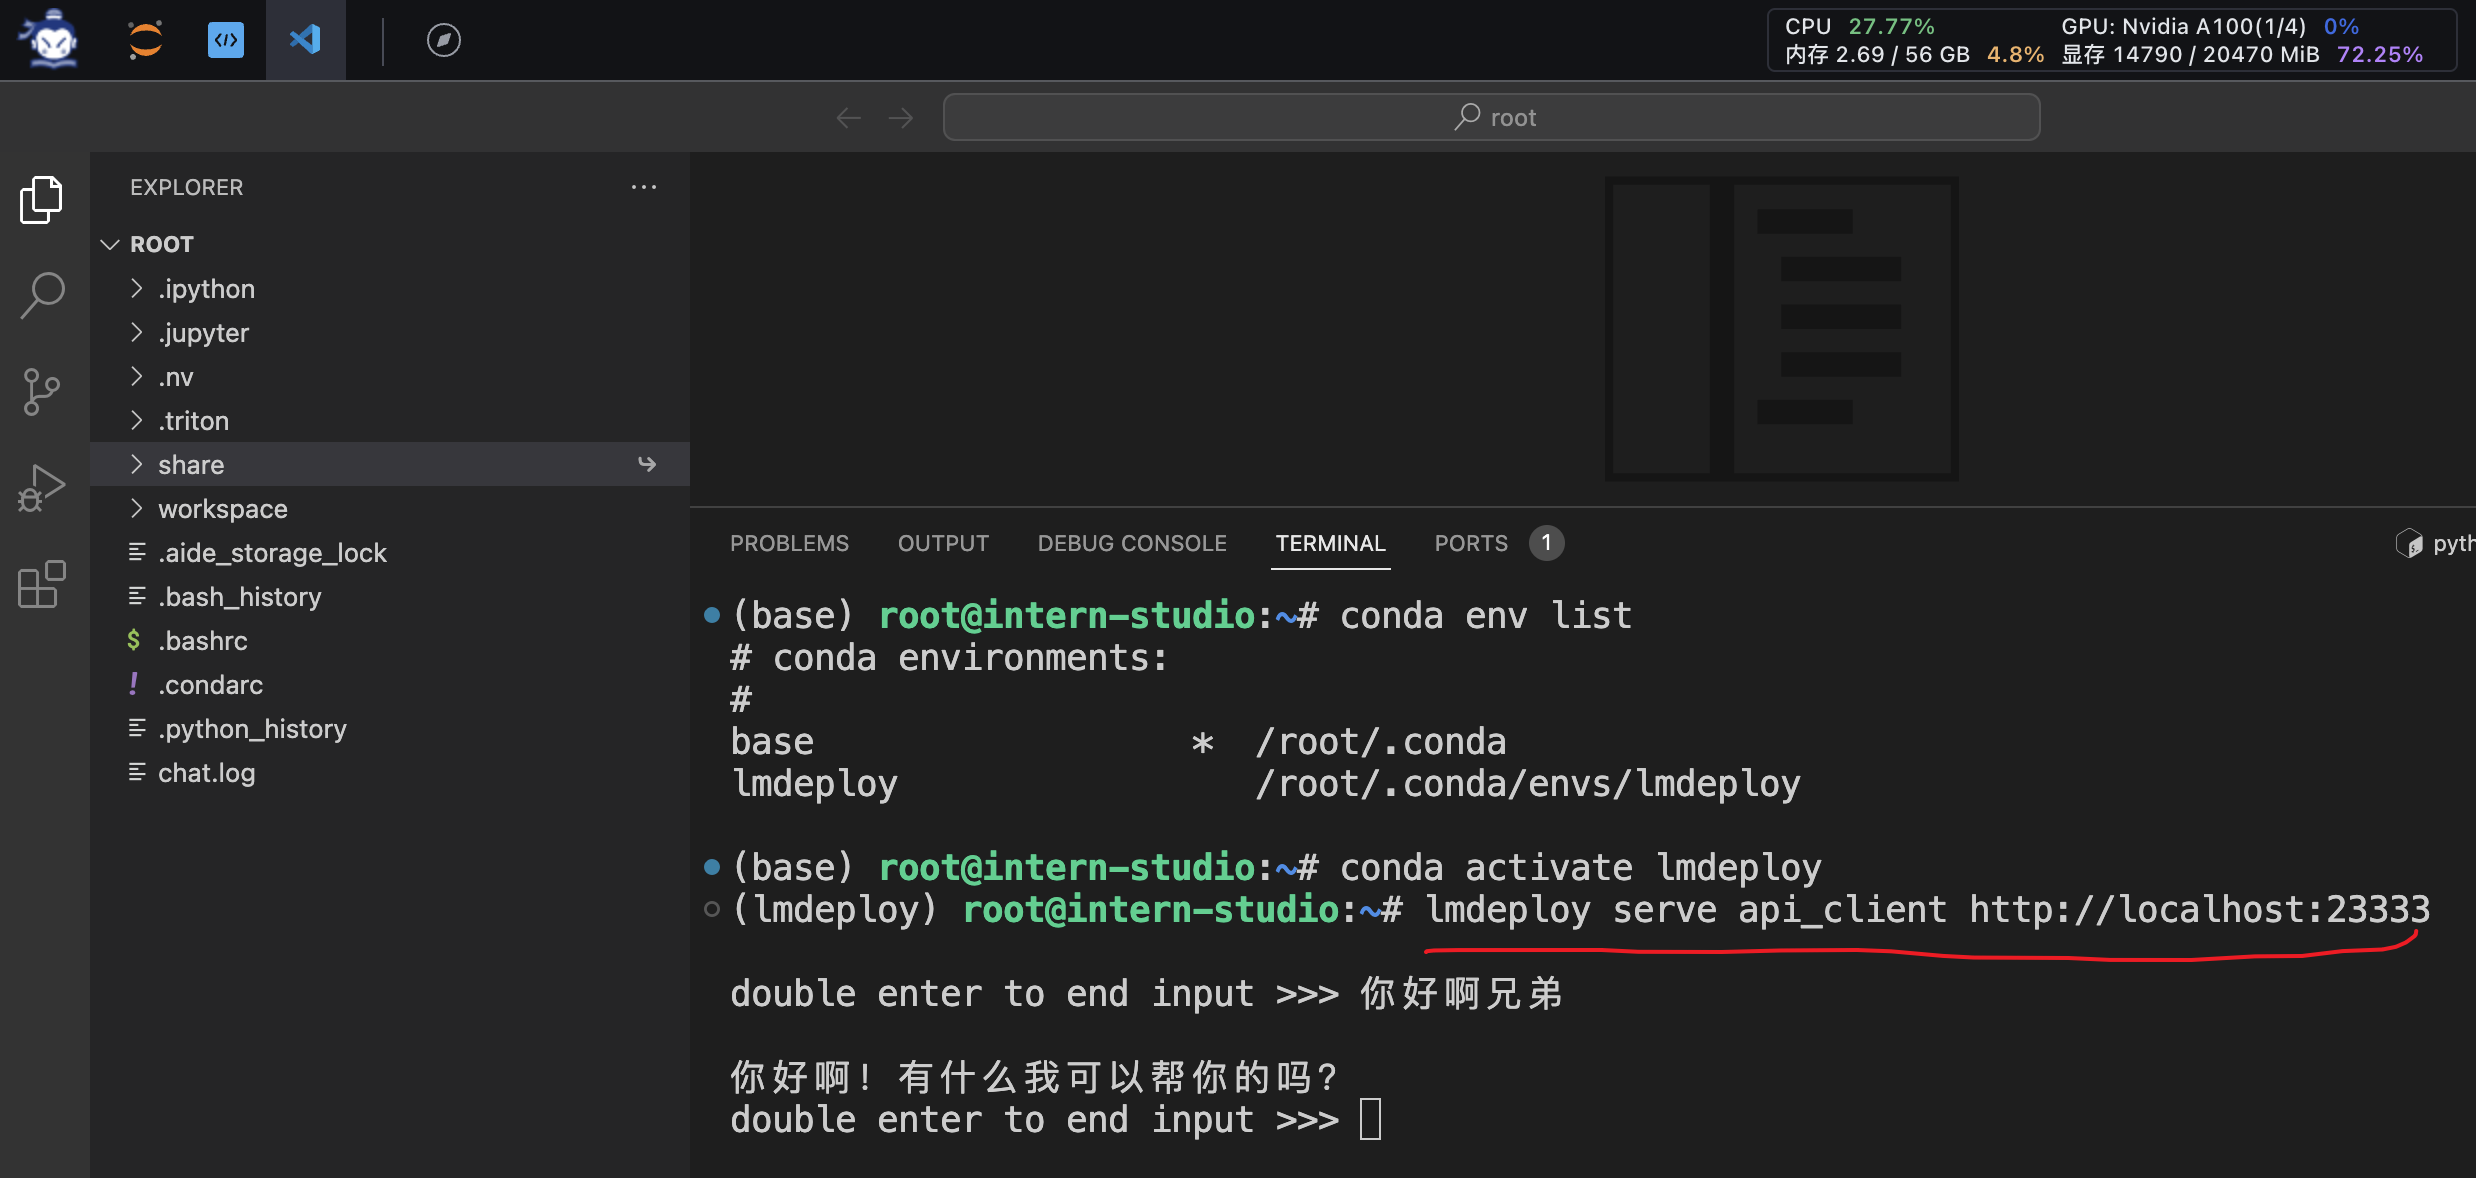 CPU 27.77% GPU: Nvidia A100(1/4) 0%
内存 2.69 / 56 GB 4.8% 显存 14790 / 20470 MiB 72.25%
root
EXPLORER
ROOT
.ipython
.jupyter
.nv
.triton
share
workspace
.aide_storage_lock
.bash_history
.bashrc
.condarc
.python_history
chat.log
PROBLEMS OUTPUT DEBUG CONSOLE TERMINAL PORTS 1
(base) root@intern-studio:~# conda env list
# conda environments:
#
base * /root/.conda
lmdeploy /root/.conda/envs/lmdeploy
(base) root@intern-studio:~# conda activate lmdeploy
(lmdeploy) root@intern-studio:~# lmdeploy serve api_client http://localhost:23333
double enter to end input >>> 你好啊兄弟
你好啊！有什么我可以帮你的吗？
double enter to end input >>>